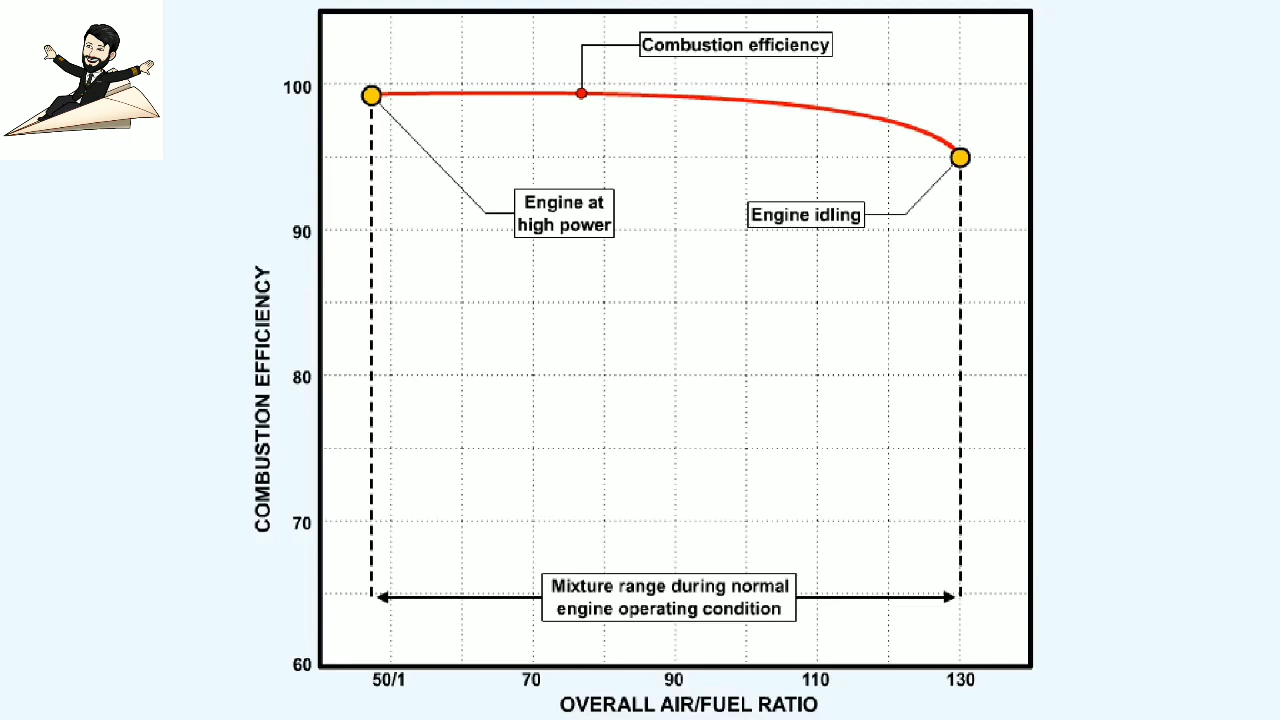 Combustion efficiency
100
Engine at
high power
Engine idling
90
80
70
60
COMBUSTION EFFICIENCY
Mixture range during normal
engine operating condition
50/1 70 90 110 130
OVERALL AIR/FUEL RATIO